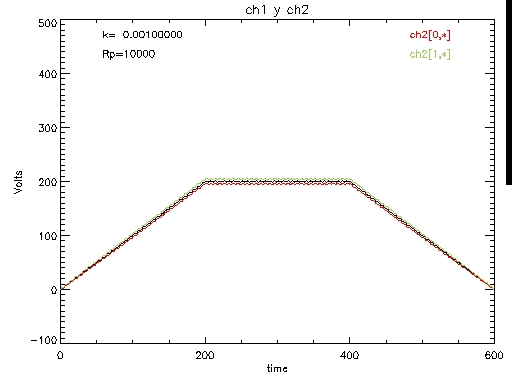 ch1 y ch2
k= 0.00100000
ch2[0,*]
Rp=10000
ch2[1,*]
500
400
300
200
100
0
-100
Volts
0 200 400 600
time